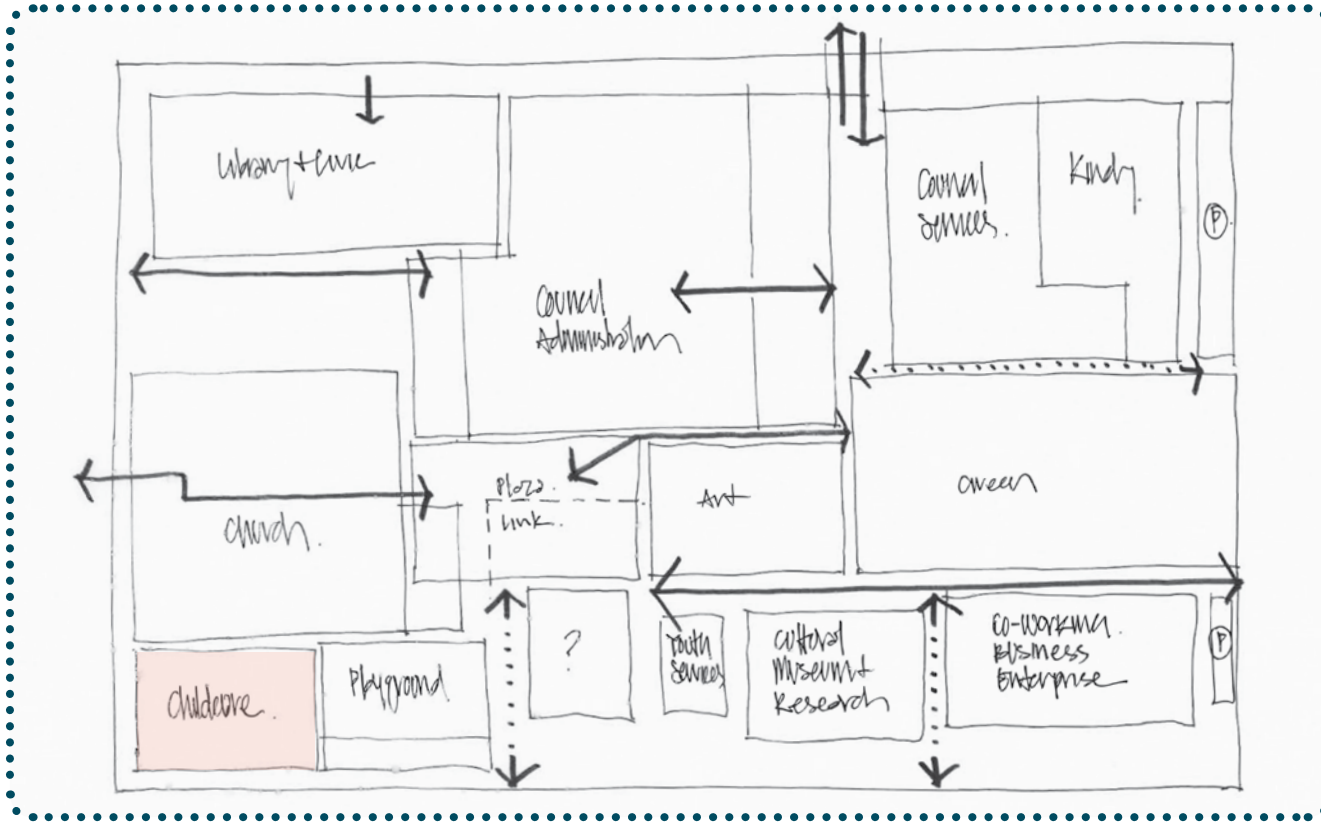 Library + Civic
Council
Services.
Kindy.
P
Council
Administration
Plaza.
Link.
Art
Green
Church.
Childcare.
Playground
?
Youth
Services
Cultural
Museum +
Research
Co-working.
Business
Enterprise
P